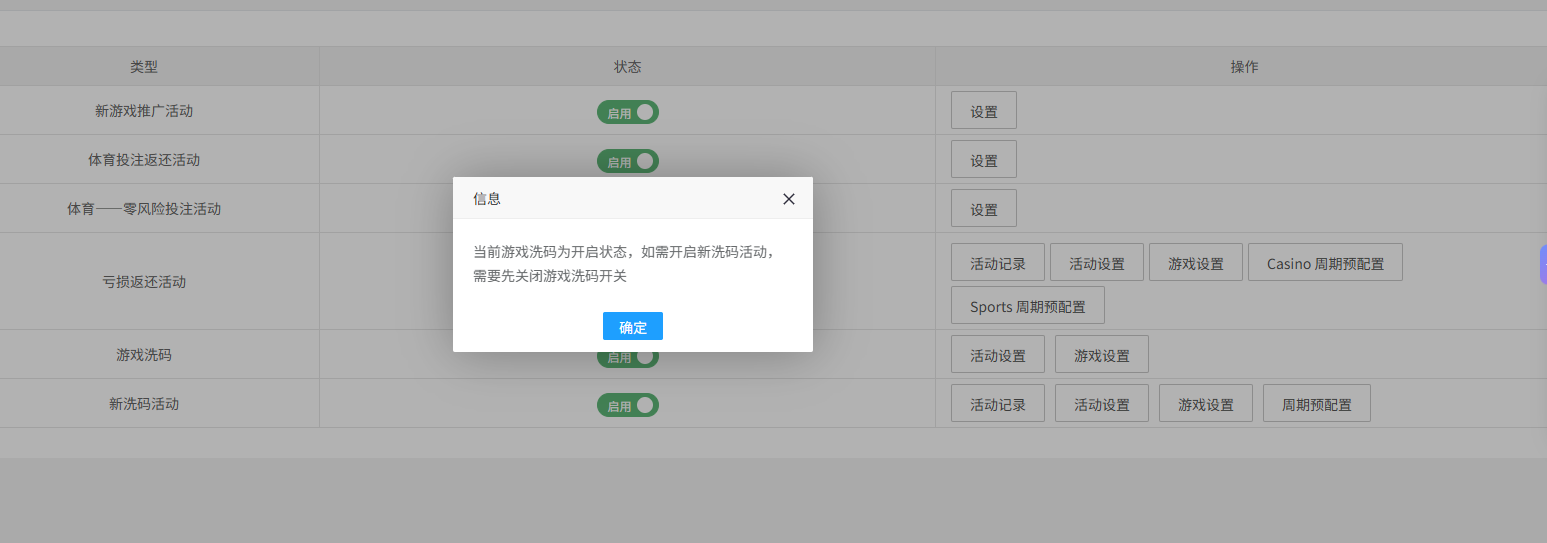 类型 状态 操作
新游戏推广活动 启用 设置
体育投注返还活动 启用 设置
信息
体育——零风险投注活动 设置
当前游戏洗码为开启状态，如需开启新洗码活动，
需要先关闭游戏洗码开关
确定
亏损返还活动 活动记录 活动设置 游戏设置 Casino 周期预配置
Sports 周期预配置
游戏洗码 启用 活动设置 游戏设置
新洗码活动 启用 活动记录 活动设置 游戏设置 周期预配置